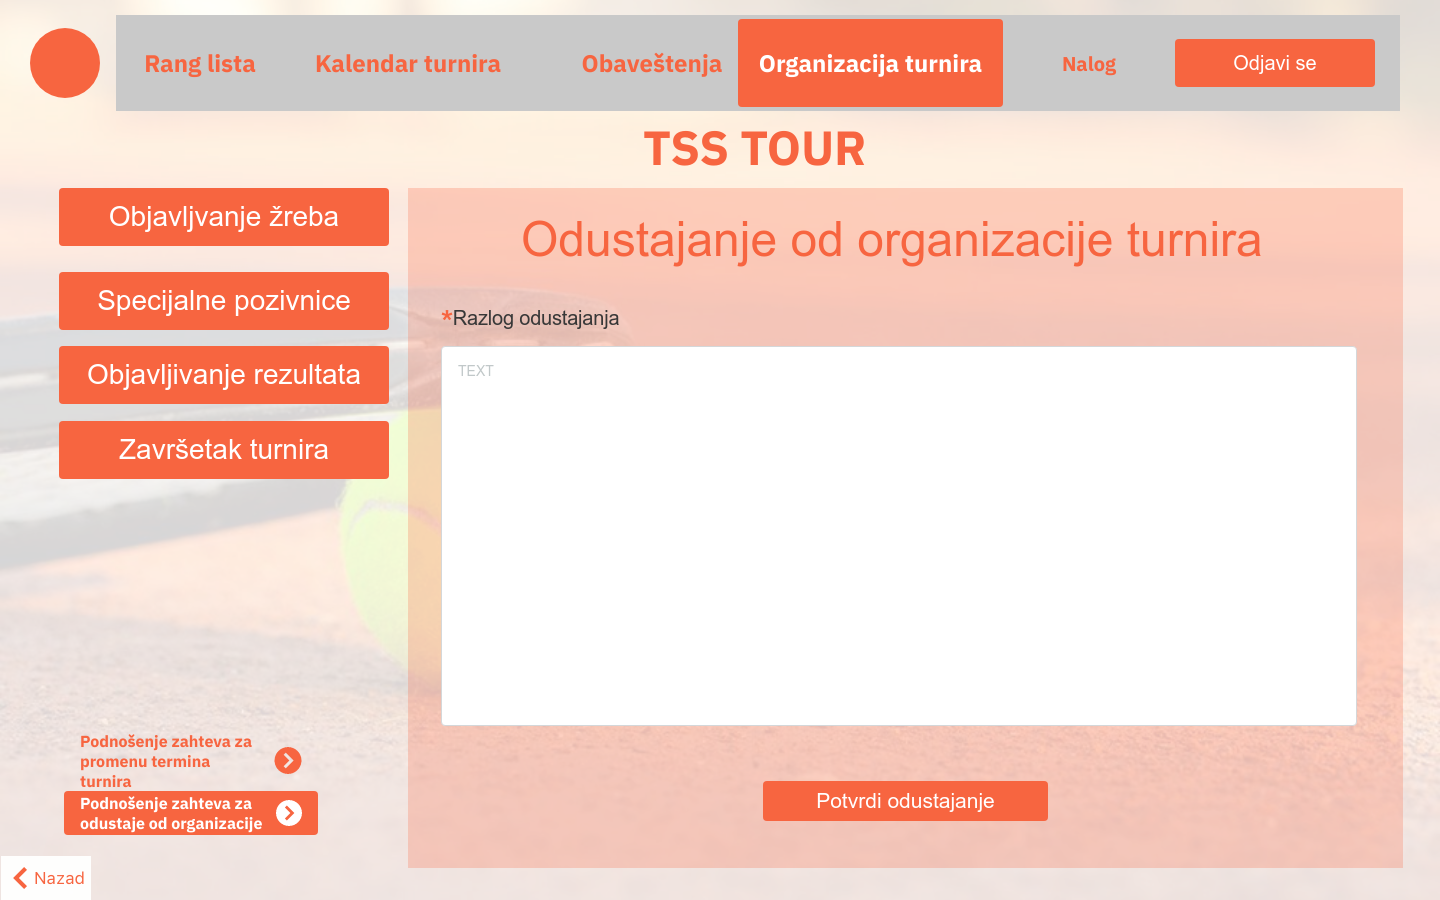 Rang lista
Kalendar turnira
Obaveštenja
Organizacija turnira
Nalog
Odjavi se
TSS TOUR
Objavljvanje žreba
Specijalne pozivnice
Objavljivanje rezultata
Završetak turnira
Odustajanje od organizacije turnira
*Razlog odustajanja
TEXT
Potvrdi odustajanje
Podnošenje zahteva za
promenu termina
turnira
Podnošenje zahteva za
odustaje od organizacije
Nazad